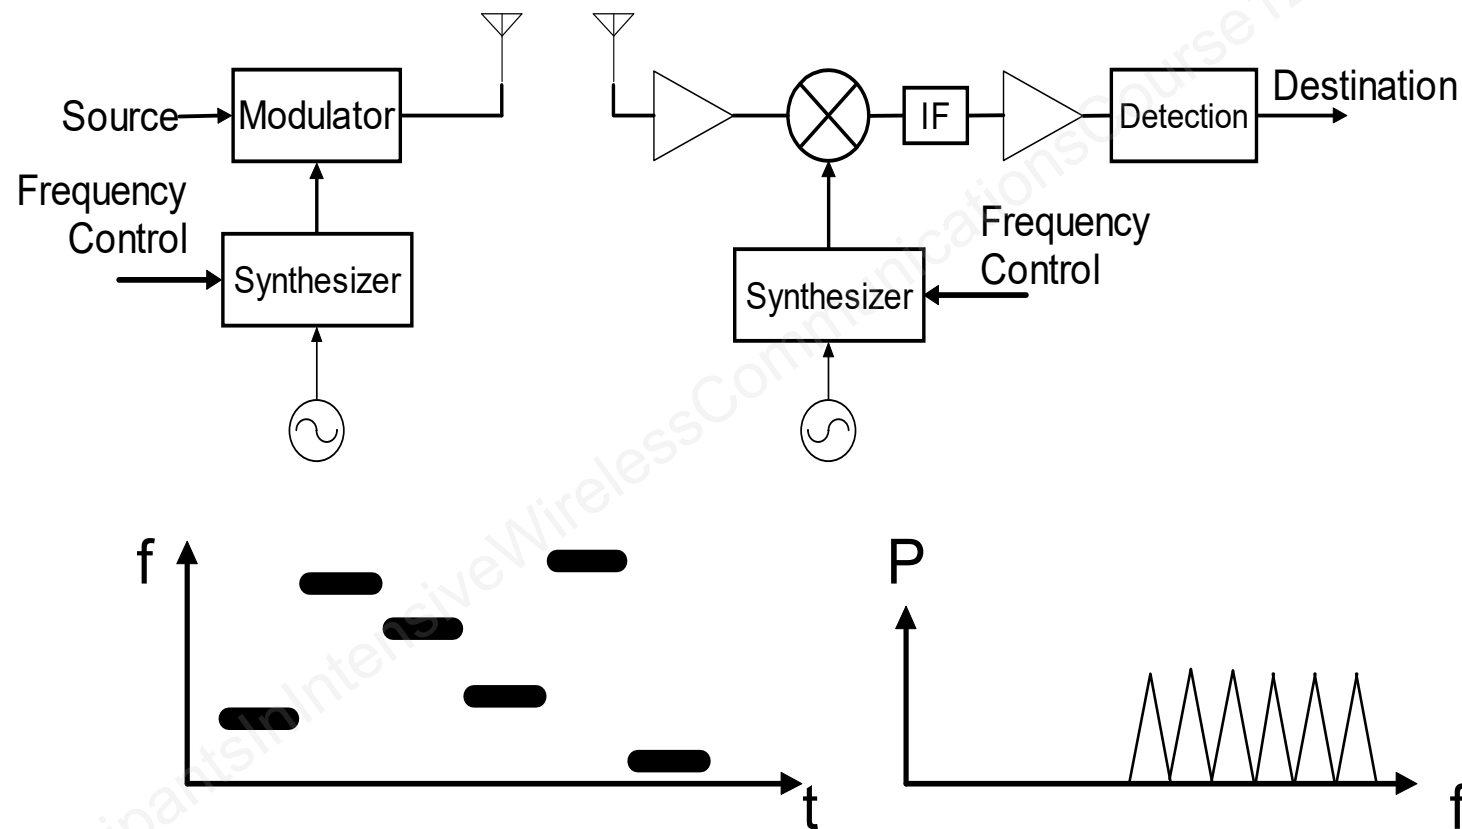 Source
Modulator
Frequency
Control
Synthesizer
IF
Detection
Destination
Synthesizer
Frequency
Control
f
t
P
f